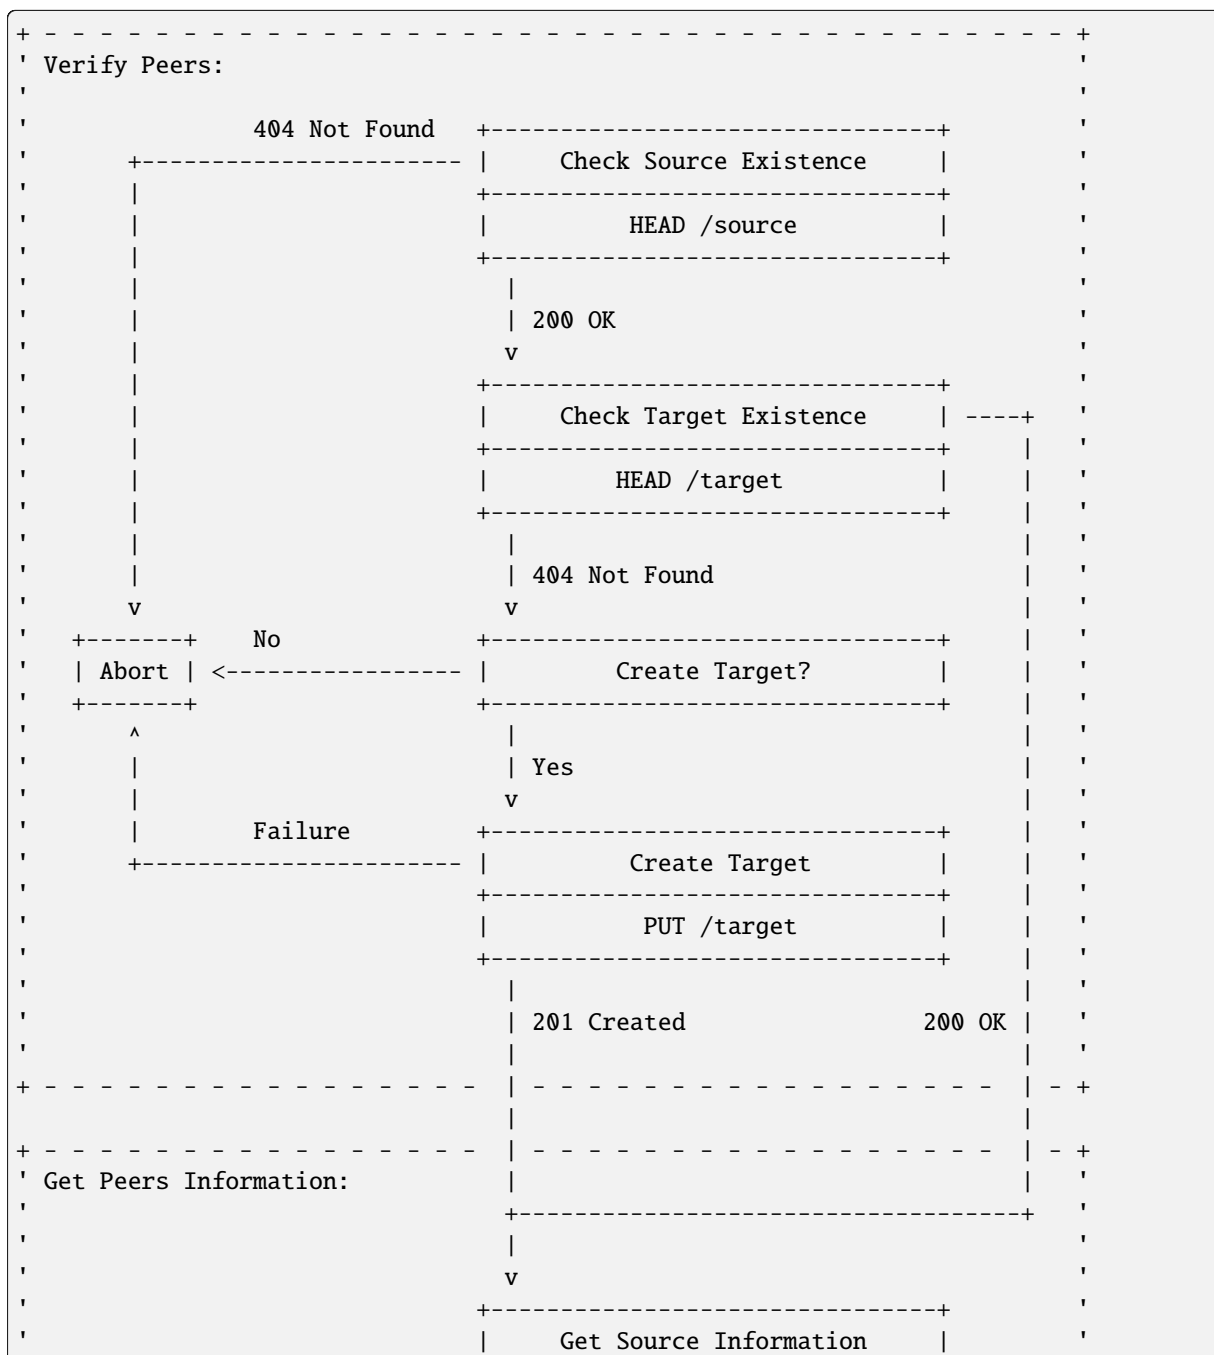 + - - - - - - - - - - - - - - - - - - - - - - - - - - - - - - - - - - - - - +
' Verify Peers:                                                             '
'                                                                           '
'                404 Not Found   +--------------------------------+         '
'       +----------------------- |     Check Source Existence     |         '
'       |                        +--------------------------------+         '
'       |                        |          HEAD /source          |         '
'       |                        +--------------------------------+         '
'       |                          |                                        '
'       |                          | 200 OK                                 '
'       |                          v                                        '
'       |                        +--------------------------------+         '
'       |                        |     Check Target Existence     | ----+   '
'       |                        +--------------------------------+     |   '
'       |                        |         HEAD /target           |     |   '
'       |                        +--------------------------------+     |   '
'       |                          |                                    |   '
'       |                          | 404 Not Found                      |   '
'       v                          v                                    |   '
'   +-------+    No              +--------------------------------+     |   '
'   | Abort | <----------------- |         Create Target?         |     |   '
'   +-------+                    +--------------------------------+     |   '
'       ^                          |                                    |   '
'       |                          | Yes                                |   '
'       |                          v                                    |   '
'       |        Failure         +--------------------------------+     |   '
'       +----------------------- |          Create Target         |     |   '
'                                +--------------------------------+     |   '
'                                |           PUT /target          |     |   '
'                                +--------------------------------+     |   '
'                                  |                                    |   '
'                                  | 201 Created                 200 OK |   '
'                                  |                                    |   '
+ - - - - - - - - - - - - - - - -  | - - - - - - - - - - - - - - - - -  | - +
                                   |                                    |
+ - - - - - - - - - - - - - - - -  | - - - - - - - - - - - - - - - - -  | - +
' Get Peers Information:           |                                    |   '
'                                  +------------------------------------+   '
'                                  |                                        '
'                                  v                                        '
'                                +--------------------------------+         '
'                                |     Get Source Information     |         '